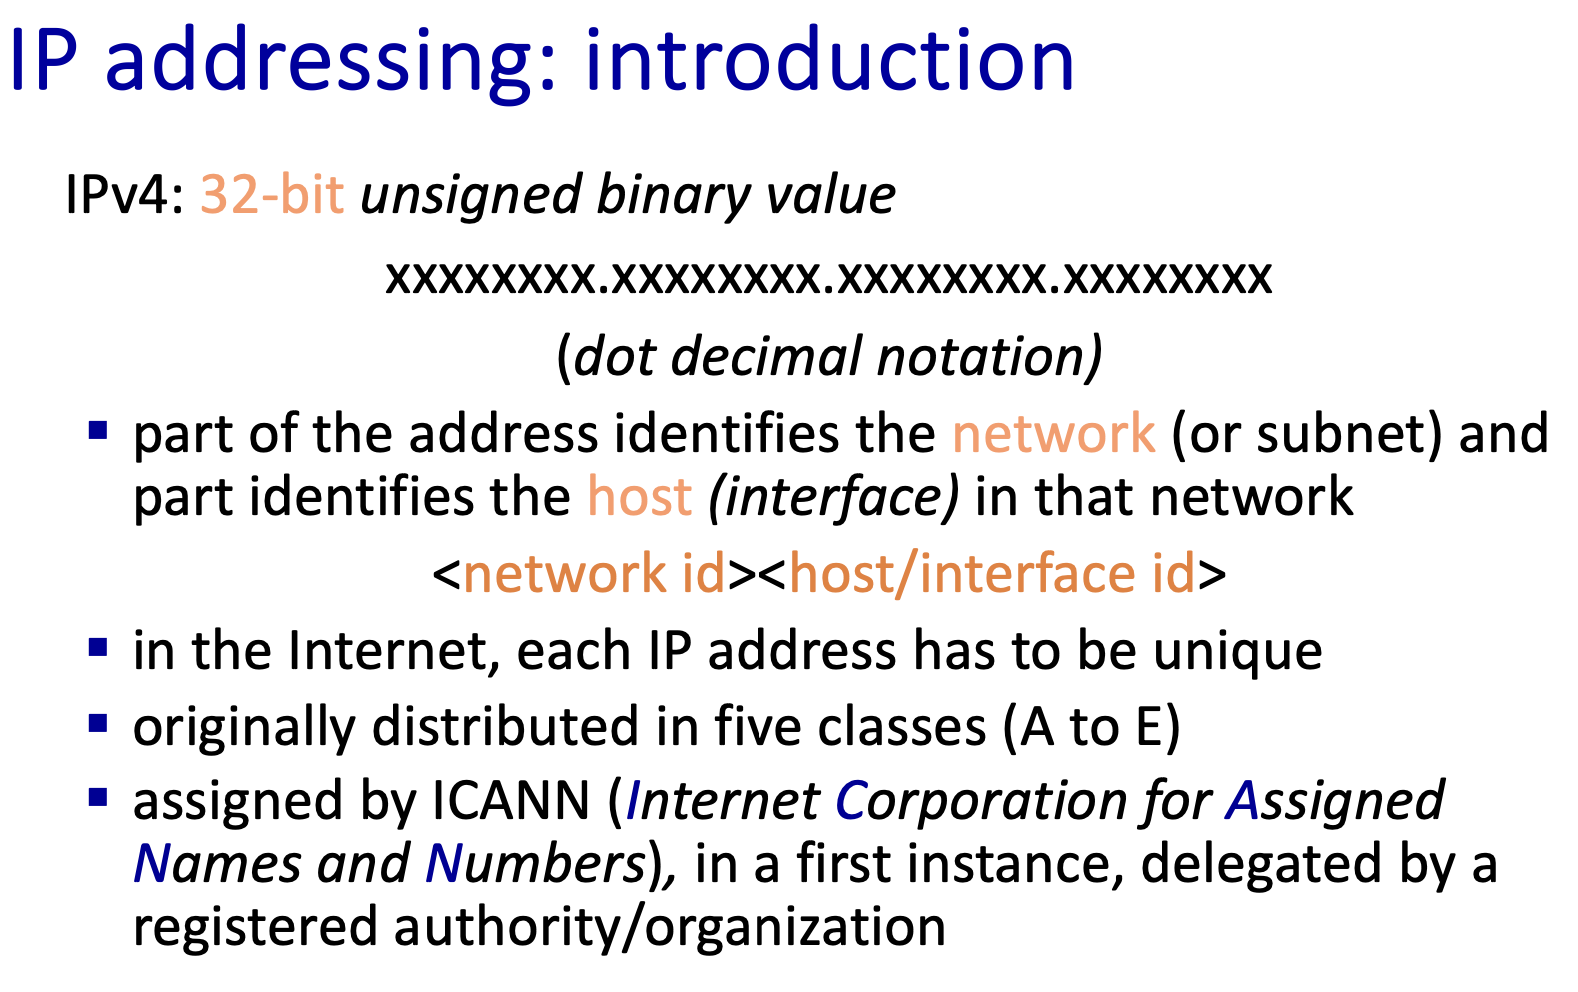 IP addressing: introduction
IPv4: 32-bit unsigned binary value
xxxxxxxx.xxxxxxxx.xxxxxxxx.xxxxxxxx
(dot decimal notation)
▪ part of the address identifies the network (or subnet) and
part identifies the host (interface) in that network
<network id><host/interface id>
▪ in the Internet, each IP address has to be unique
▪ originally distributed in five classes (A to E)
▪ assigned by ICANN (Internet Corporation for Assigned
Names and Numbers), in a first instance, delegated by a
registered authority/organization